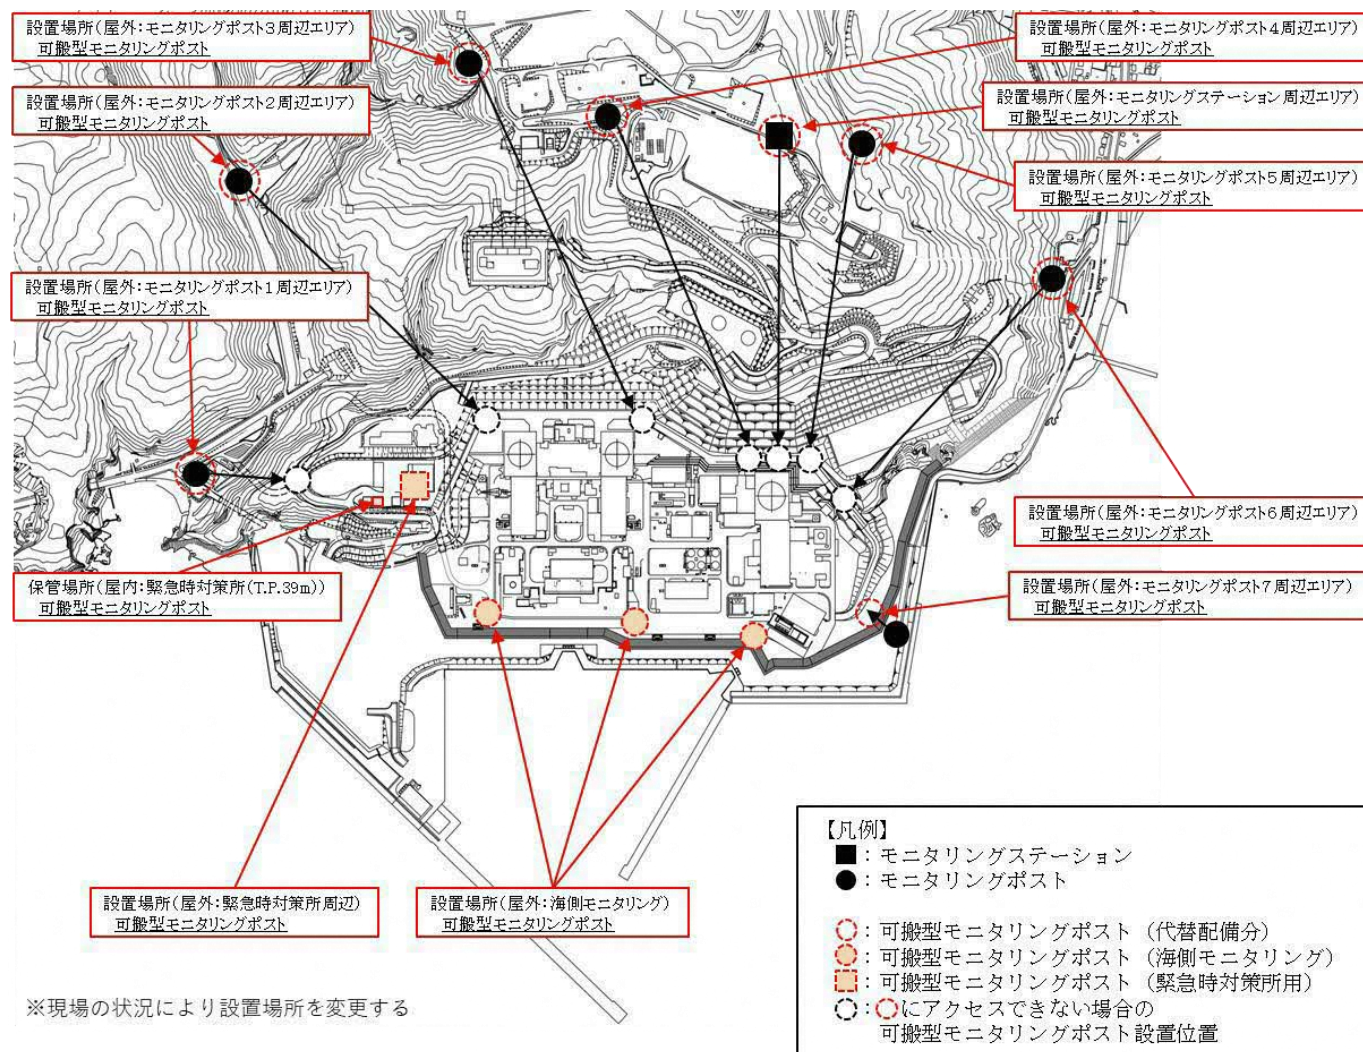 設置場所(屋外:モニタリングポスト3周辺エリア)
可搬型モニタリングポスト
設置場所(屋外:モニタリングポスト4周辺エリア)
可搬型モニタリングポスト
設置場所(屋外:モニタリングポスト2周辺エリア)
可搬型モニタリングポスト
設置場所(屋外:モニタリングステーション周辺エリア)
可搬型モニタリングポスト
設置場所(屋外:モニタリングポスト5周辺エリア)
可搬型モニタリングポスト
設置場所(屋外:モニタリングポスト1周辺エリア)
可搬型モニタリングポスト
設置場所(屋外:モニタリングポスト6周辺エリア)
可搬型モニタリングポスト
保管場所(屋内:緊急時対策所(T.P.39m))
可搬型モニタリングポスト
設置場所(屋外:モニタリングポスト7周辺エリア)
可搬型モニタリングポスト
設置場所(屋外:緊急時対策所周辺)
可搬型モニタリングポスト
設置場所(屋外:海側モニタリング)
可搬型モニタリングポスト
【凡例】
■:モニタリングステーション
●:モニタリングポスト
:可搬型モニタリングポスト(代替配備分)
:可搬型モニタリングポスト(海側モニタリング)
:可搬型モニタリングポスト(緊急時対策所用)
:○にアクセスできない場合の
可搬型モニタリングポスト設置位置
※現場の状況により設置場所を変更する